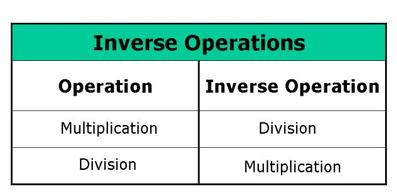 Inverse Operations
Operation Inverse Operation
Multiplication Division
Division Multiplication